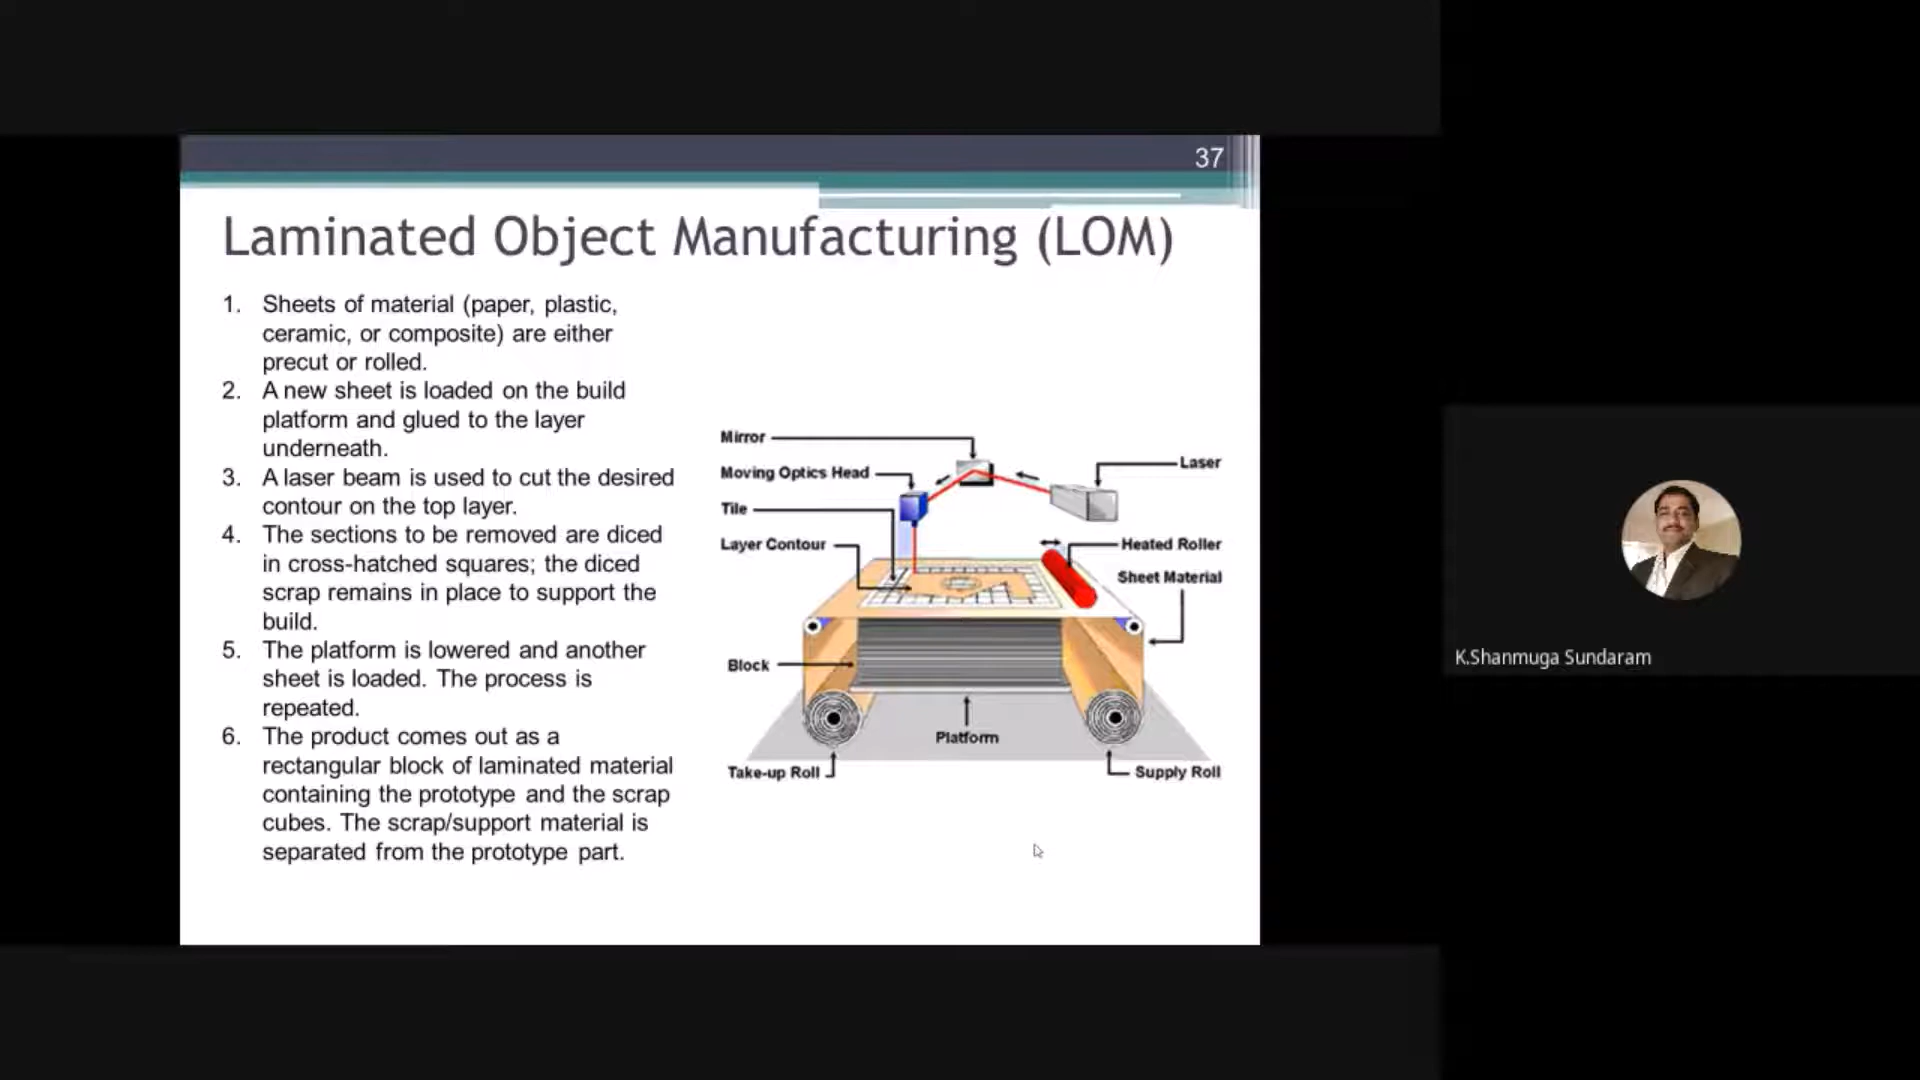 37
Laminated Object Manufacturing (LOM)
1. Sheets of material (paper, plastic,
ceramic, or composite) are either
precut or rolled.
2. A new sheet is loaded on the build
platform and glued to the layer
underneath.
3. A laser beam is used to cut the desired
contour on the top layer.
4. The sections to be removed are diced
in cross-hatched squares; the diced
scrap remains in place to support the
build.
5. The platform is lowered and another
sheet is loaded. The process is
repeated.
6. The product comes out as a
rectangular block of laminated material
containing the prototype and the scrap
cubes. The scrap/support material is
separated from the prototype part.
Mirror
Laser
Moving Optics Head
Tile
Layer Contour
Heated Roller
Sheet Material
Block
Platform
Take-up Roll
Supply Roll
K.Shanmuga Sundaram